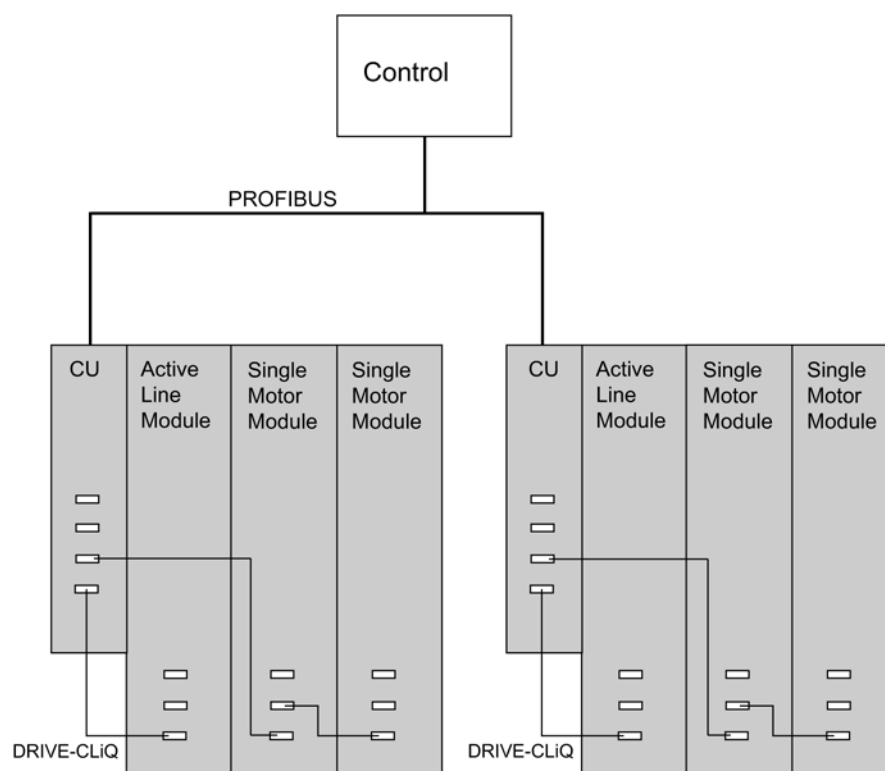 Control
PROFIBUS
CU
Active
Line
Module
Single
Motor
Module
Single
Motor
Module
DRIVE-CLiQ
CU
Active
Line
Module
Single
Motor
Module
Single
Motor
Module
DRIVE-CLiQ